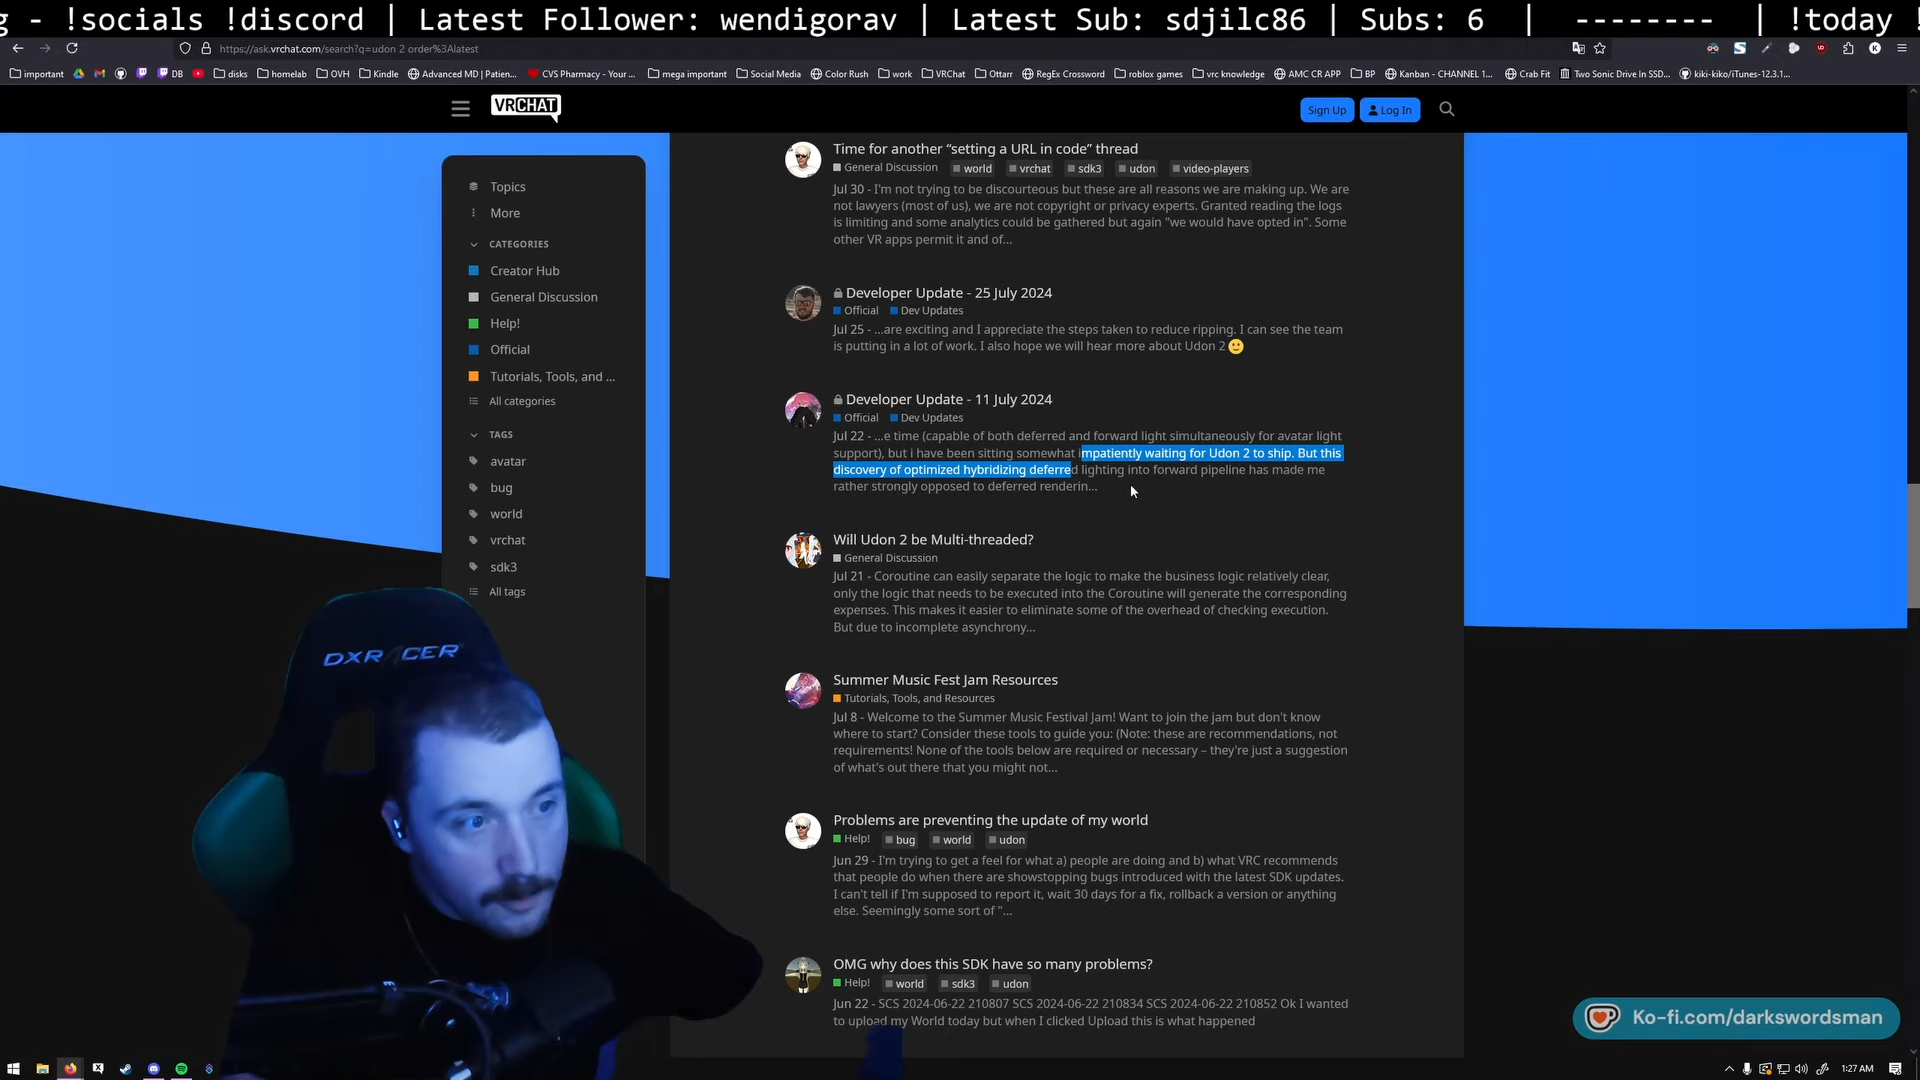 g - !socials !discord | Latest Follower: wendigorav | Latest Sub: sdjilc86 | Subs: 6 | -------- | !today !
https://ask.vrchat.com/search?q=udon 2 order%3Alatest
important
DB
disks
homelab
OVH
Kindle
Advanced MD | Patien...
CVS Pharmacy - Your ...
mega important
Social Media
Color Rush
work
VRChat
Ottarr
RegEx Crossword
roblox games
vrc knowledge
AMC CR APP
BP
Kanban - CHANNEL 1...
Crab Fit
Two Sonic Drive In SSD...
kiki-kiko/iTunes-12.3.1...
VRCHAT
Sign Up
Log In
Topics
More
CATEGORIES
Creator Hub
General Discussion
Help!
Official
Tutorials, Tools, and ...
All categories
TAGS
avatar
bug
world
vrchat
sdk3
All tags
Time for another “setting a URL in code” thread
General Discussion world vrchat sdk3 udon video-players
Jul 30 - I'm not trying to be discourteous but these are all reasons we are making up. We are
not lawyers (most of us), we are not copyright or privacy experts. Granted reading the logs
is limiting and some analytics could be gathered but again "we would have opted in". Some
other VR apps permit it and of...
Developer Update - 25 July 2024
Official Dev Updates
Jul 25 - ...are exciting and I appreciate the steps taken to reduce ripping. I can see the team
is putting in a lot of work. I also hope we will hear more about Udon 2 🙂
Developer Update - 11 July 2024
Official Dev Updates
Jul 22 - ...e time (capable of both deferred and forward light simultaneously for avatar light
support), but i have been sitting somewhat impatiently waiting for Udon 2 to ship. But this
discovery of optimized hybridizing deferred lighting into forward pipeline has made me
rather strongly opposed to deferred renderin...
Will Udon 2 be Multi-threaded?
General Discussion
Jul 21 - Coroutine can easily separate the logic to make the business logic relatively clear,
only the logic that needs to be executed into the Coroutine will generate the corresponding
expenses. This makes it easier to eliminate some of the overhead of checking execution.
But due to incomplete asynchrony...
Summer Music Fest Jam Resources
Tutorials, Tools, and Resources
Jul 8 - Welcome to the Summer Music Festival Jam! Want to join the jam but don't know
where to start? Consider these tools to guide you: (Note: these are recommendations, not
requirements! None of the tools below are required or necessary – they're just a suggestion
of what's out there that you might not...
Problems are preventing the update of my world
Help! bug world udon
Jun 29 - I'm trying to get a feel for what a) people are doing and b) what VRC recommends
that people do when there are showstopping bugs introduced with the latest SDK updates.
I can't tell if I'm supposed to report it, wait 30 days for a fix, rollback a version or anything
else. Seemingly some sort of "...
OMG why does this SDK have so many problems?
Help! world sdk3 udon
Jun 22 - SCS 2024-06-22 210807 SCS 2024-06-22 210834 SCS 2024-06-22 210852 Ok I wanted
to upload my World today but when I clicked Upload this is what happened
DXRACER
Ko-fi.com/darkswordsman
1:27 AM